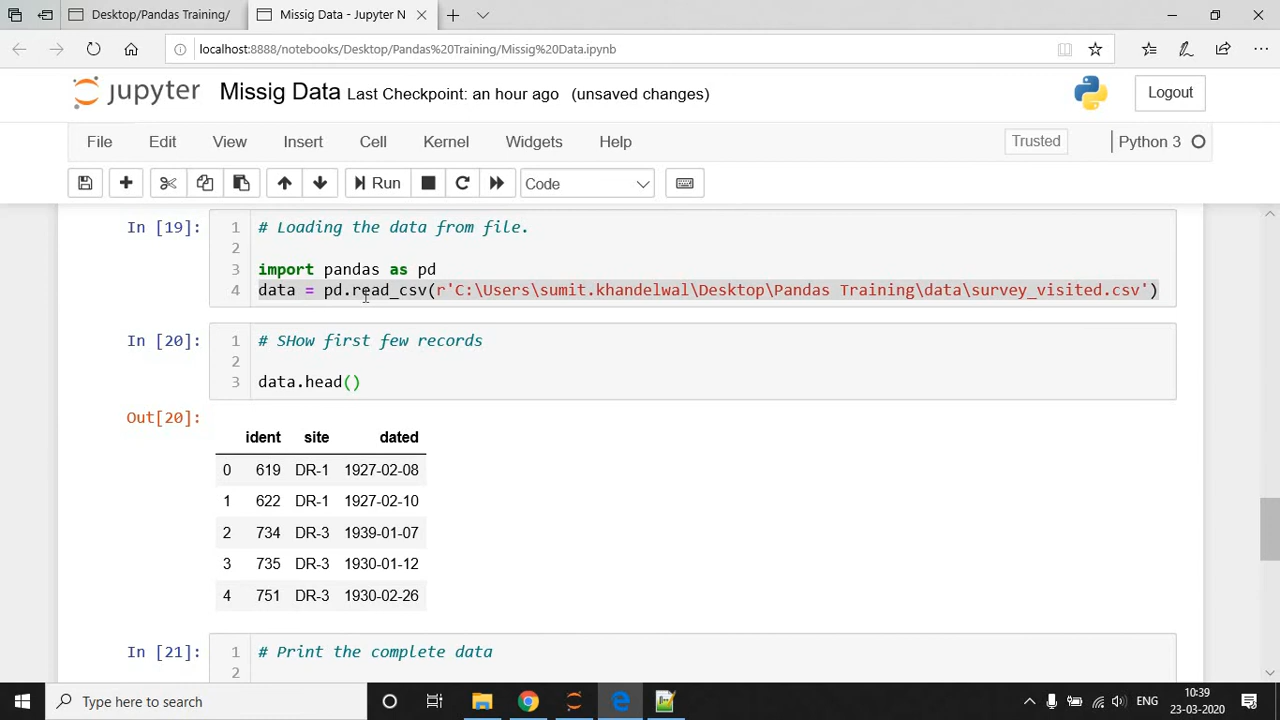 Desktop/Pandas Training/
Missig Data - Jupyter N
localhost:8888/notebooks/Desktop/Pandas%20Training/Missig%20Data.ipynb
jupyter Missig Data Last Checkpoint: an hour ago (unsaved changes)
Logout
File Edit View Insert Cell Kernel Widgets Help
Trusted
Python 3
Run
Code
In [19]:
1 # Loading the data from file.
2
3 import pandas as pd
4 data = pd.read_csv(r'C:\Users\sumit.khandelwal\Desktop\Pandas Training\data\survey_visited.csv')
In [20]:
1 # SHow first few records
2
3 data.head()
Out[20]:
ident site dated
0 619 DR-1 1927-02-08
1 622 DR-1 1927-02-10
2 734 DR-3 1939-01-07
3 735 DR-3 1930-01-12
4 751 DR-3 1930-02-26
In [21]:
1 # Print the complete data
2
Type here to search
ENG
10:39
23-03-2020